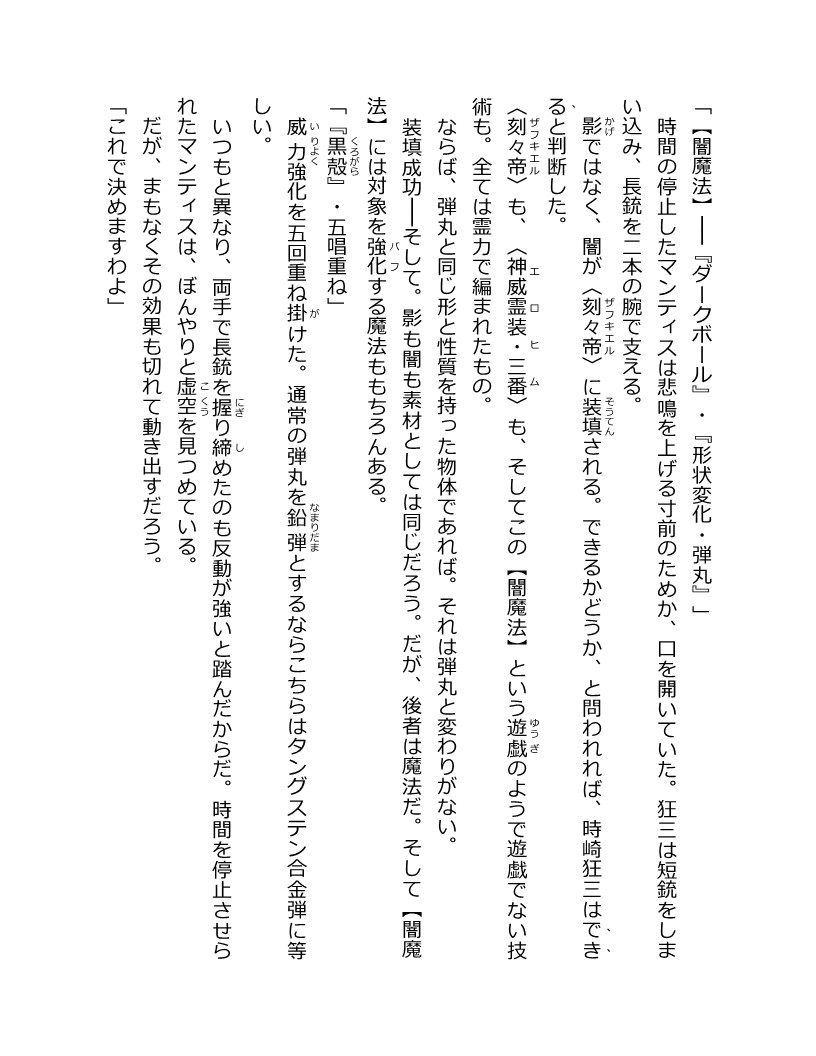 「【闇魔法】――『ダークボール』・『形状変化・弾丸』」
　時間の停止したマンティスは悲鳴を上げる寸前のためか、口を開いていた。狂三は短銃をしま
い込み、長銃を二本の腕で支える。
　影ではなく、闇が〈刻々帝〉に装填される。できるかどうか、と問われれば、時崎狂三はでき
ると判断した。
〈刻々帝〉も、〈神威霊装・三番〉も、そしてこの【闇魔法】という遊戯のようで遊戯でない技
術も。全ては霊力で編まれたもの。
　ならば、弾丸と同じ形と性質を持った物体であれば。それは弾丸と変わりがない。
　装填成功――そして。影も闇も素材としては同じだろう。だが、後者は魔法だ。そして【闇魔
法】には対象を強化する魔法ももちろんある。
「『黒殻』・五唱重ね」
　威力強化を五回重ね掛けた。通常の弾丸を鉛弾とするならこちらはタングステン合金弾に等
しい。
　いつもと異なり、両手で長銃を握り締めたのも反動が強いと踏んだからだ。時間を停止させら
れたマンティスは、ぼんやりと虚空を見つめている。
　だが、まもなくその効果も切れて動き出すだろう。
「これで決めますわよ」